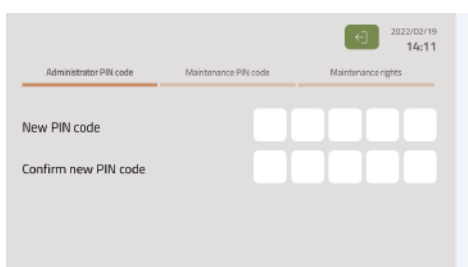 2022/02/19
14:11
Administrator PIN code
Maintenance PIN code
Maintenance rights
New PIN code
Confirm new PIN code